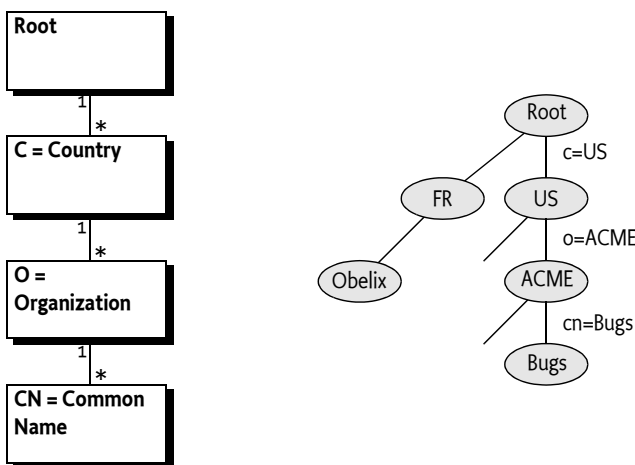 Root
1
*
C = Country
1
*
O =
Organization
1
*
CN = Common
Name
Root
c=US
FR
US
o=ACME
Obelix
ACME
cn=Bugs
Bugs